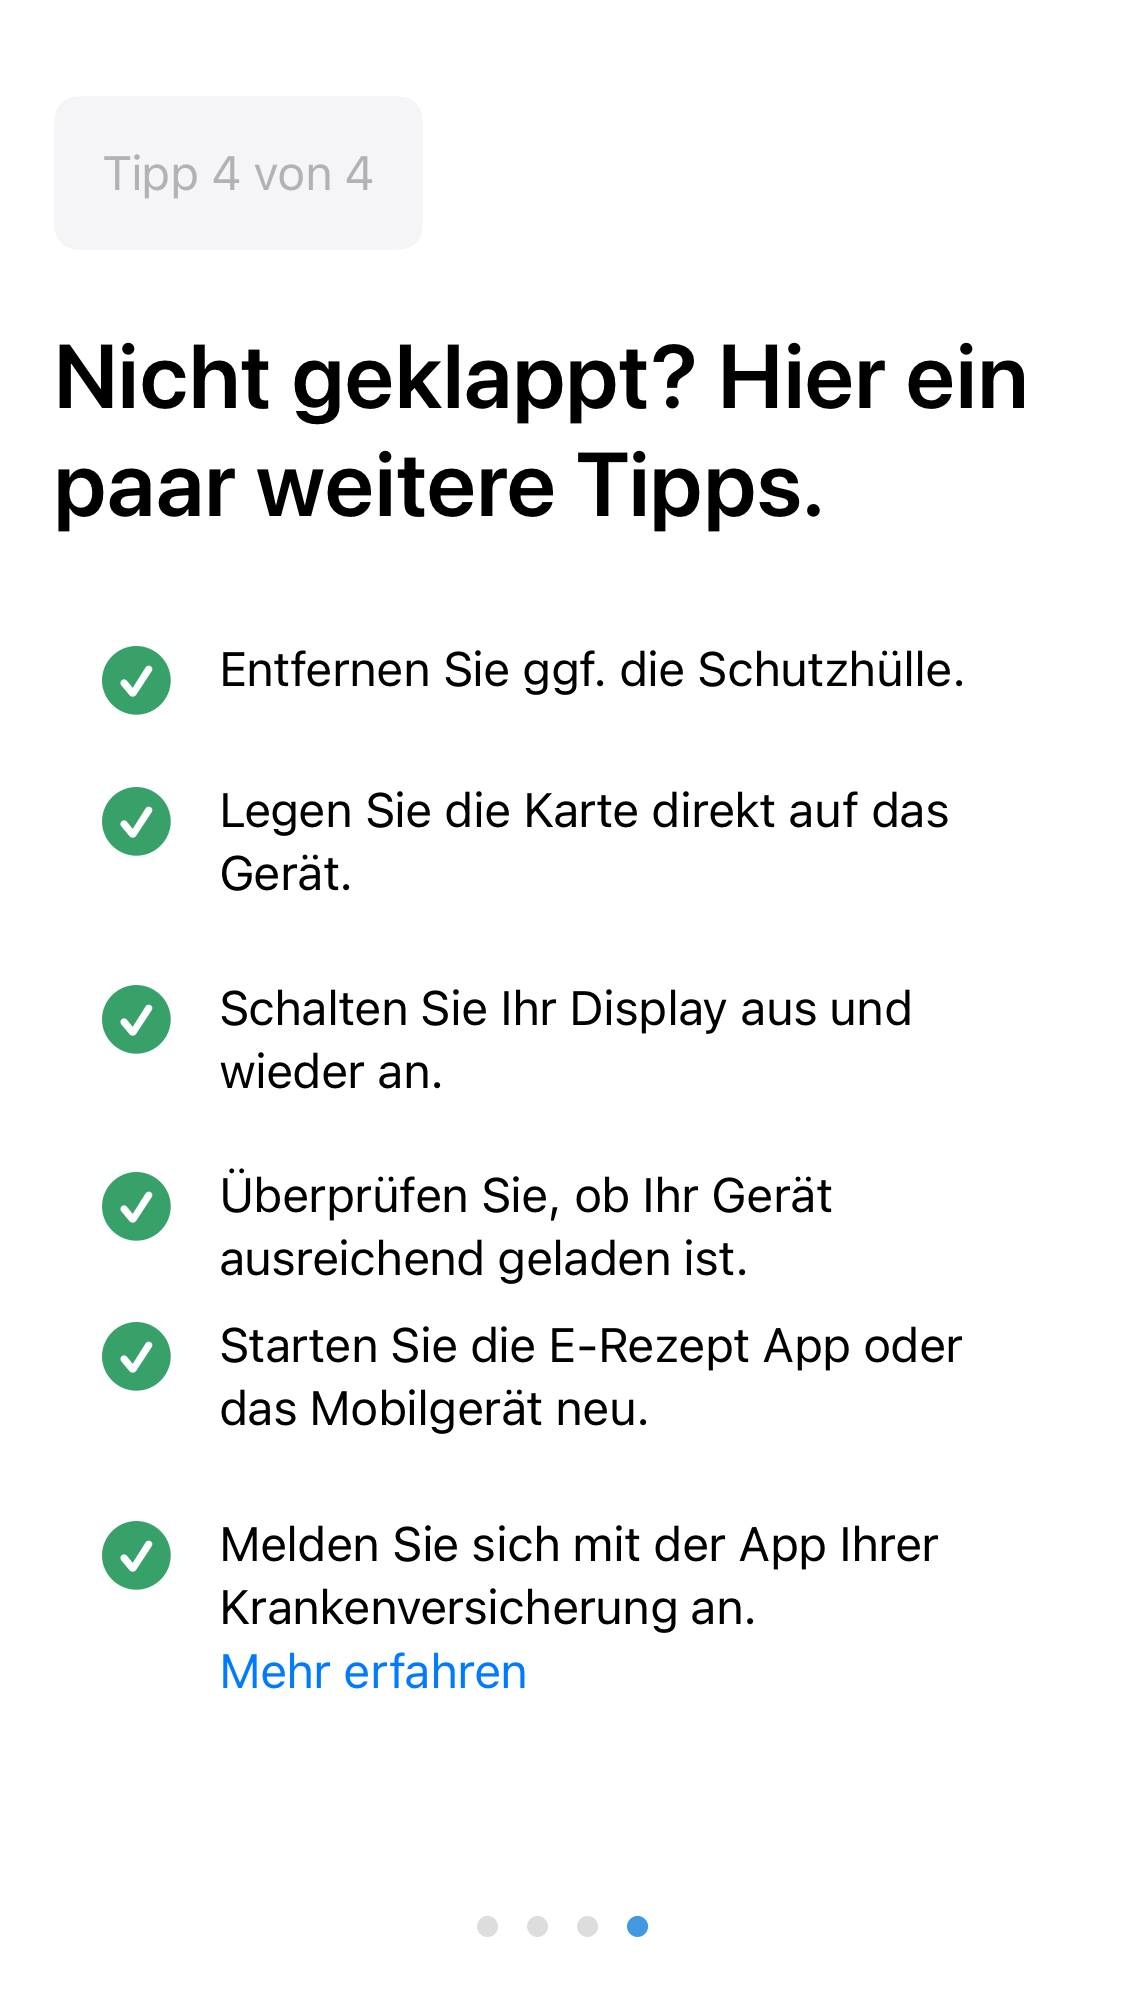 Tipp 4 von 4
Nicht geklappt? Hier ein
paar weitere Tipps.
Entfernen Sie ggf. die Schutzhülle.
Legen Sie die Karte direkt auf das
Gerät.
Schalten Sie Ihr Display aus und
wieder an.
Überprüfen Sie, ob Ihr Gerät
ausreichend geladen ist.
Starten Sie die E-Rezept App oder
das Mobilgerät neu.
Melden Sie sich mit der App Ihrer
Krankenversicherung an.
Mehr erfahren